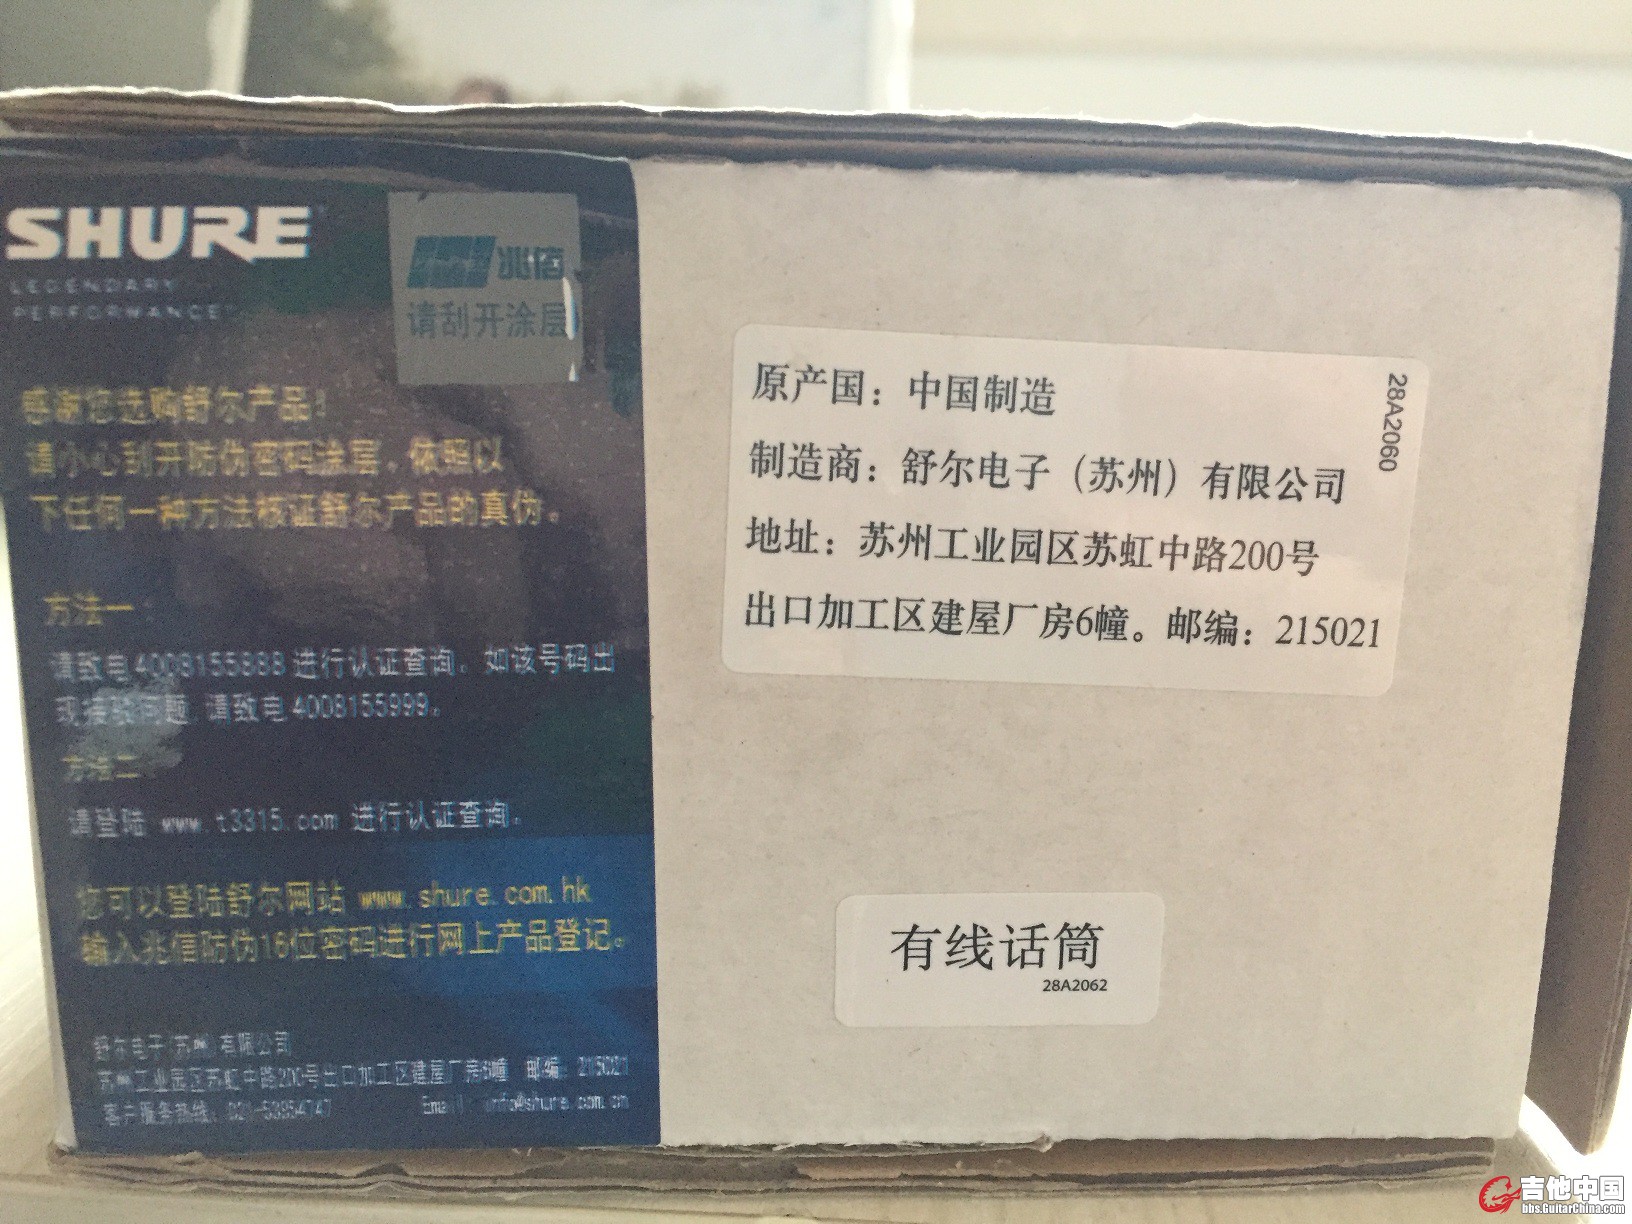 SHURE
LEGENDARY
PERFORMANCE
兆信
请刮开涂层
感谢您选购舒尔产品!
请小心刮开防伪密码涂层，依照以
下任何一种方法核证舒尔产品的真伪。
方法一
请致电4008155888进行认证查询。如该号码出
现接驳问题,请致电4008155999。
方法二
请登陆 www.t3315.com 进行认证查询。
您可以登陆舒尔网站 www.shure.com.hk
输入兆信防伪16位密码进行网上产品登记。
舒尔电子(苏州)有限公司
苏州工业园区苏虹中路200号出口加工区建屋厂房6幢 邮编：215021
客户服务热线：021-53954747 Email：info@shure.com.cn
原产国：中国制造
制造商：舒尔电子（苏州）有限公司
地址：苏州工业园区苏虹中路200号
出口加工区建屋厂房6幢。邮编：215021
28A2060
有线话筒
28A2062
吉他中国
bbs.GuitarChina.com